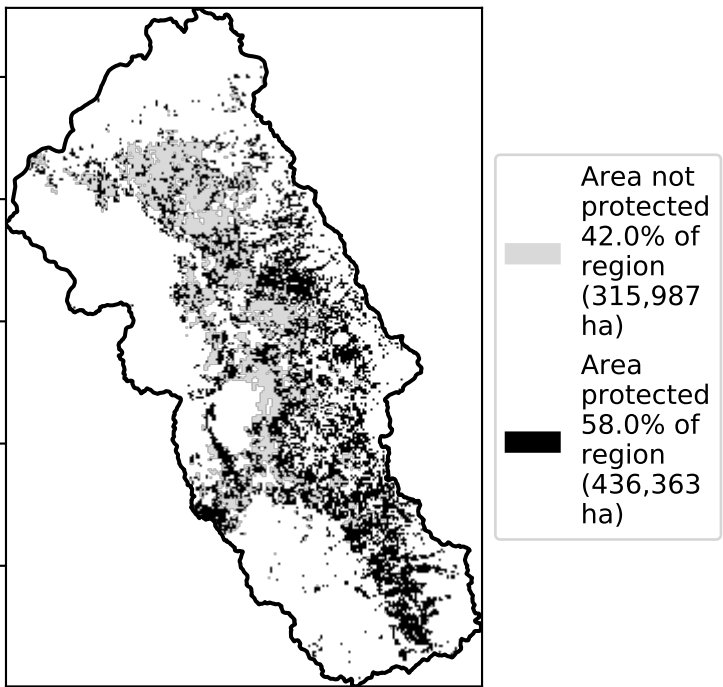 Area not
protected
42.0% of
region
(315,987
ha)
Area
protected
58.0% of
region
(436,363
ha)